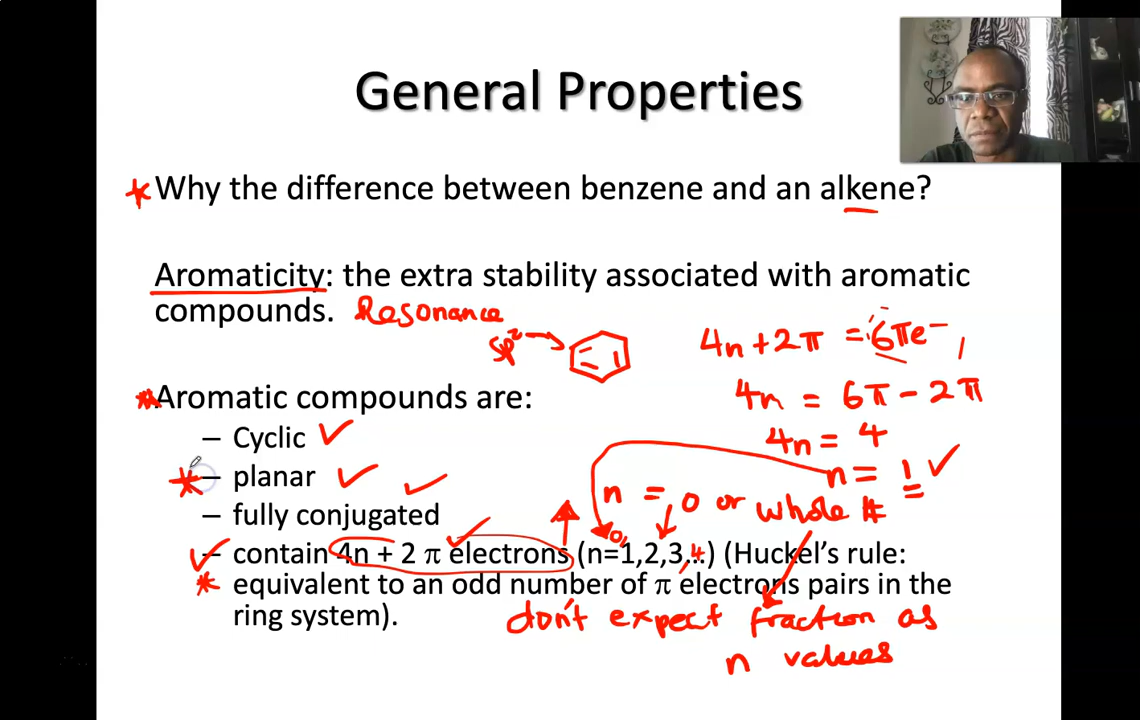 General Properties
*Why the difference between benzene and an alkene?
Aromaticity: the extra stability associated with aromatic
compounds. Resonance
sp²
4n + 2π = 6πe⁻
*Aromatic compounds are:
4n = 6π - 2π
– Cyclic ✓
4n = 4
*– planar ✓ ✓
n = 1 ✓
n = 0 or whole #
– fully conjugated
✓– contain 4n + 2 π electrons (n=0,1,2,3,4...) (Huckel's rule:
* equivalent to an odd number of π electrons pairs in the
ring system).
don't expect fraction as
n values